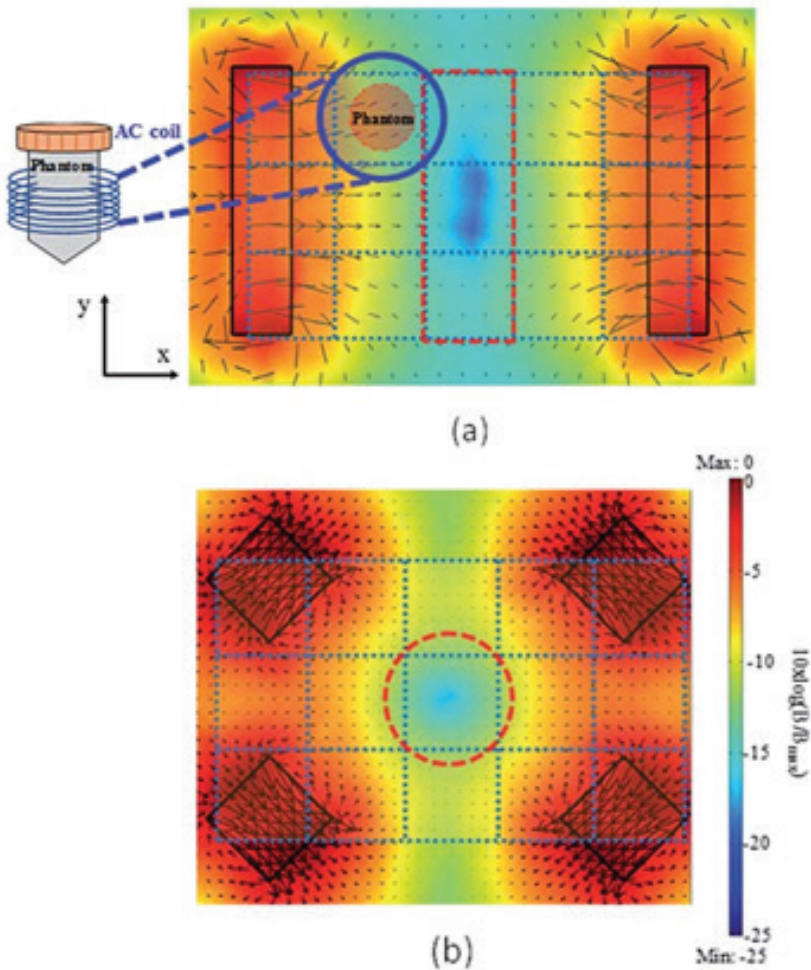 AC coil
Phantom
Phantom
y
x
(a)
Max: 0
0
-5
-10
-15
-20
-25
Min: -25
10xlog(B/Bmax)
(b)